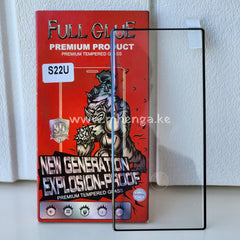 FULL GLUE
PREMIUM PRODUCT
PREMIUM TEMPERED GLASS
S22U
NEW GENERATION
EXPLOSION-PROOF
PREMIUM TEMPERED GLASS